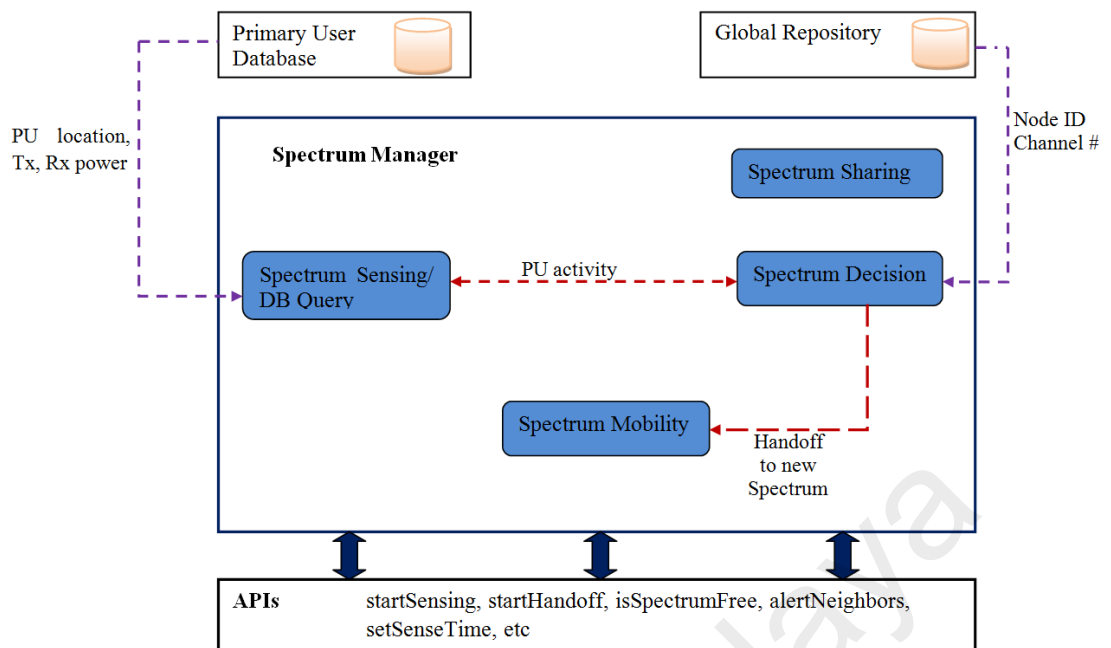 Primary User
Database
Global Repository
PU location,
Tx, Rx power
Node ID
Channel #
Spectrum Manager
Spectrum Sharing
Spectrum Sensing/
DB Query
PU activity
Spectrum Decision
Spectrum Mobility
Handoff
to new
Spectrum
APIs startSensing, startHandoff, isSpectrumFree, alertNeighbors,
setSenseTime, etc